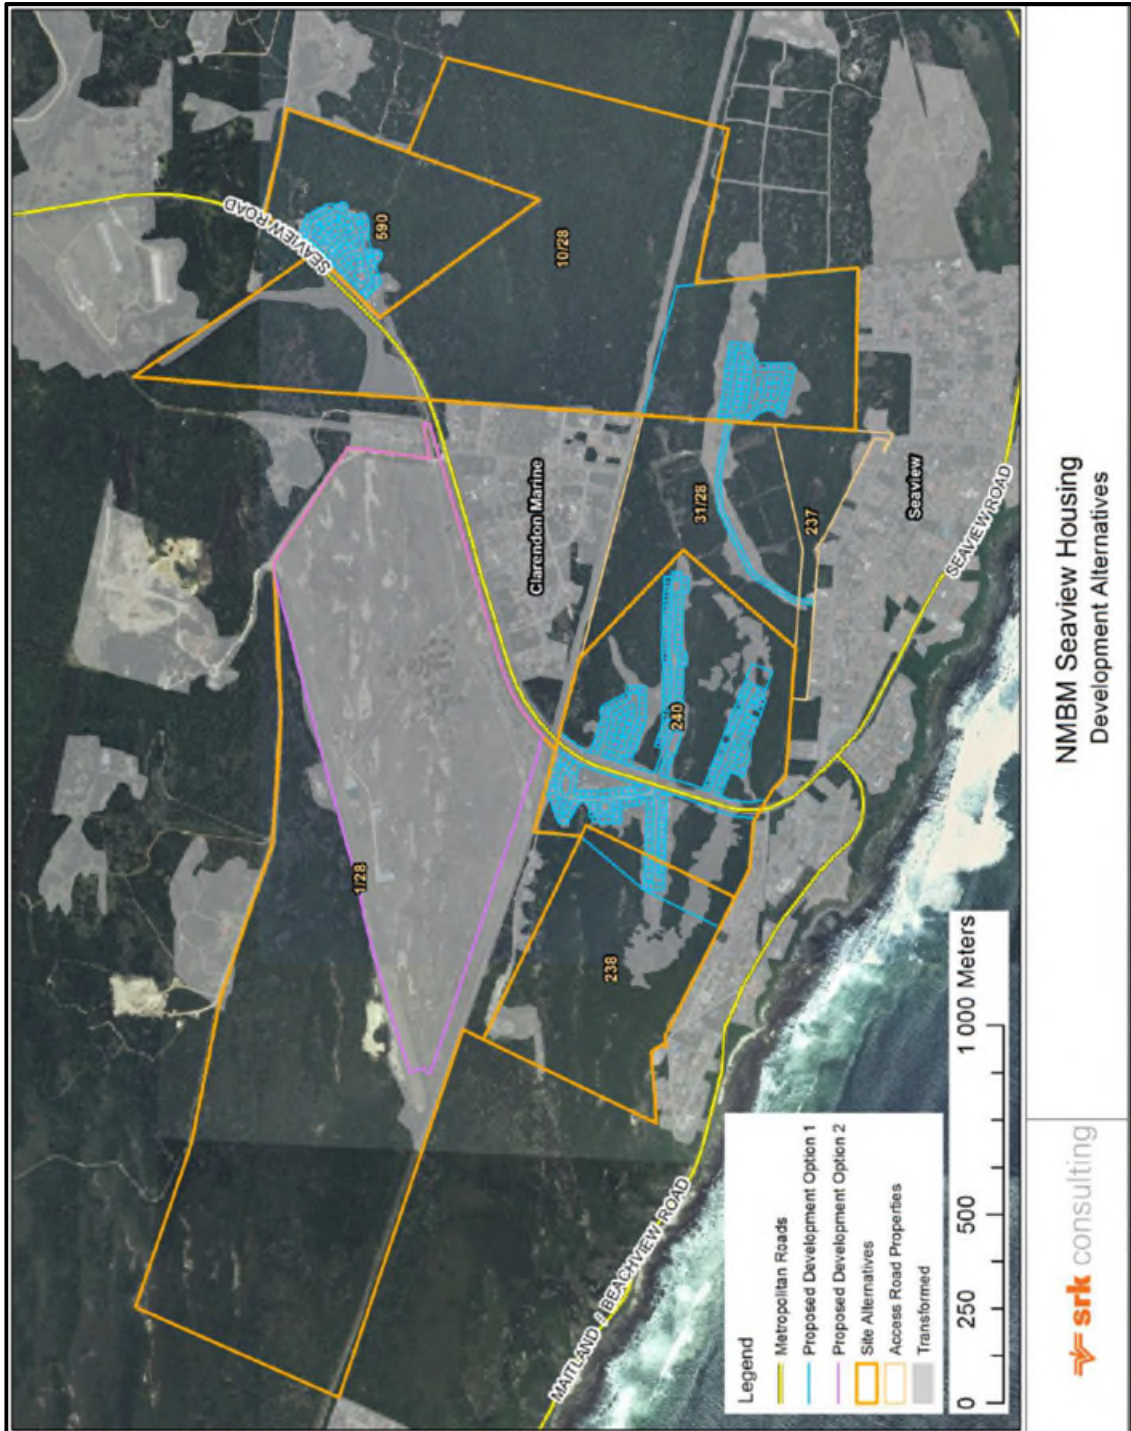 SEAVIEW ROAD
590
10/28
Clarendon Marine
31/28
237
Seaview
SEAVIEW ROAD
240
1/28
238
MAITLAND / BEACHVIEW ROAD
Legend
Metropolitan Roads
Proposed Development Option 1
Proposed Development Option 2
Site Alternatives
Access Road Properties
Transformed
0 250 500 1 000 Meters
srk consulting
NMBM Seaview Housing
Development Alternatives